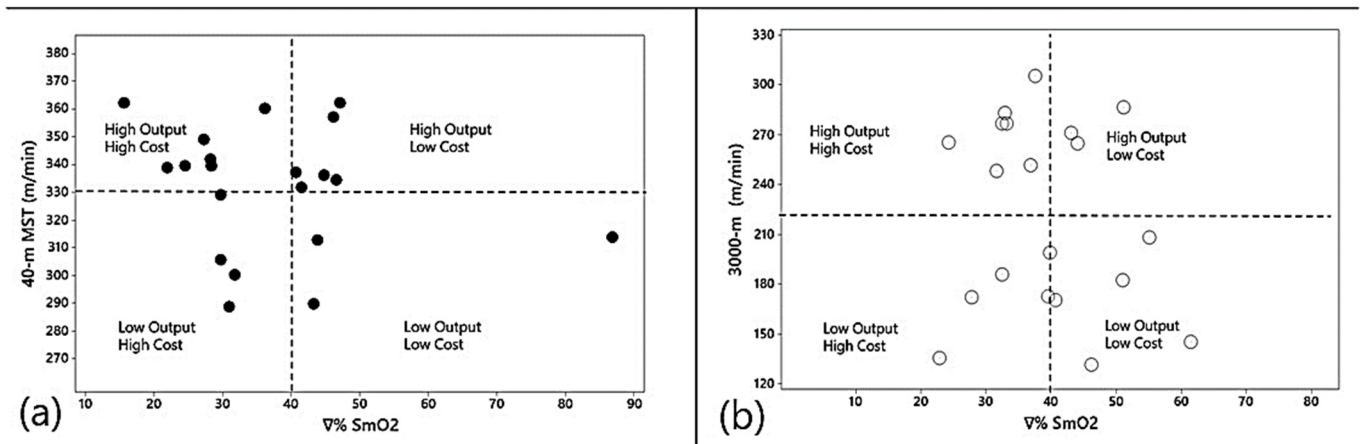 380
370
360
350
340
330
320
310
300
290
280
270
40-m MST (m/min)
High Output
High Cost
High Output
Low Cost
Low Output
High Cost
Low Output
Low Cost
10 20 30 40 50 60 70 80 90
∇% SmO2
(a)
330
300
270
240
210
180
150
120
3000-m (m/min)
High Output
High Cost
High Output
Low Cost
Low Output
High Cost
Low Output
Low Cost
10 20 30 40 50 60 70 80
∇% SmO2
(b)